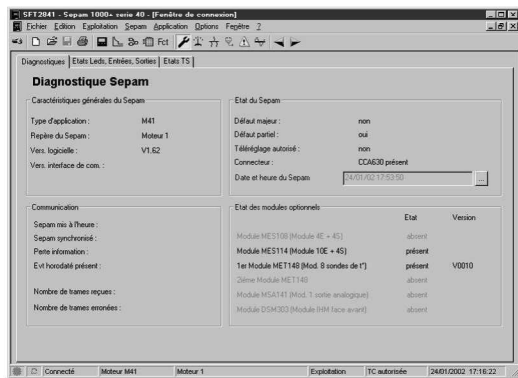 SFT2841 - Sepam 1000+ serie 40 - [Fenêtre de connexion]
Fichier Edition Exploitation Sepam Application Options Fenêtre ?
Fct
Diagnostiques Etats Leds, Entrées, Sorties Etats TS
Diagnostique Sepam
Caractéristiques générales du Sepam
Type d'application : M41
Repère du Sepam : Moteur 1
Vers. logicielle : V1.62
Vers. interface de com. :
Etat du Sepam
Défaut majeur : non
Défaut partiel : oui
Téléréglage autorisé : non
Connecteur : CCA630 présent
Date et heure du Sepam 24/01/02 17:53:50 ...
Communication
Sepam mis à l'heure :
Sepam synchronisé :
Perte information :
Evt horodaté présent :
Nombre de trames reçues :
Nombre de trames erronées :
Etat des modules optionnels
Etat Version
Module MES108 (Module 4E + 4S) absent
Module MES114 (Module 10E + 4S) présent
1er Module MET148 (Mod. 8 sondes de t°) présent V0010
2ième Module MET148 absent
Module MSA141 (Mod. 1 sortie analogique) absent
Module DSM303 (Module IHM face avant) absent
Connecté Moteur M41 Moteur 1 Exploitation TC autorisée 24/01/2002 17:16:22